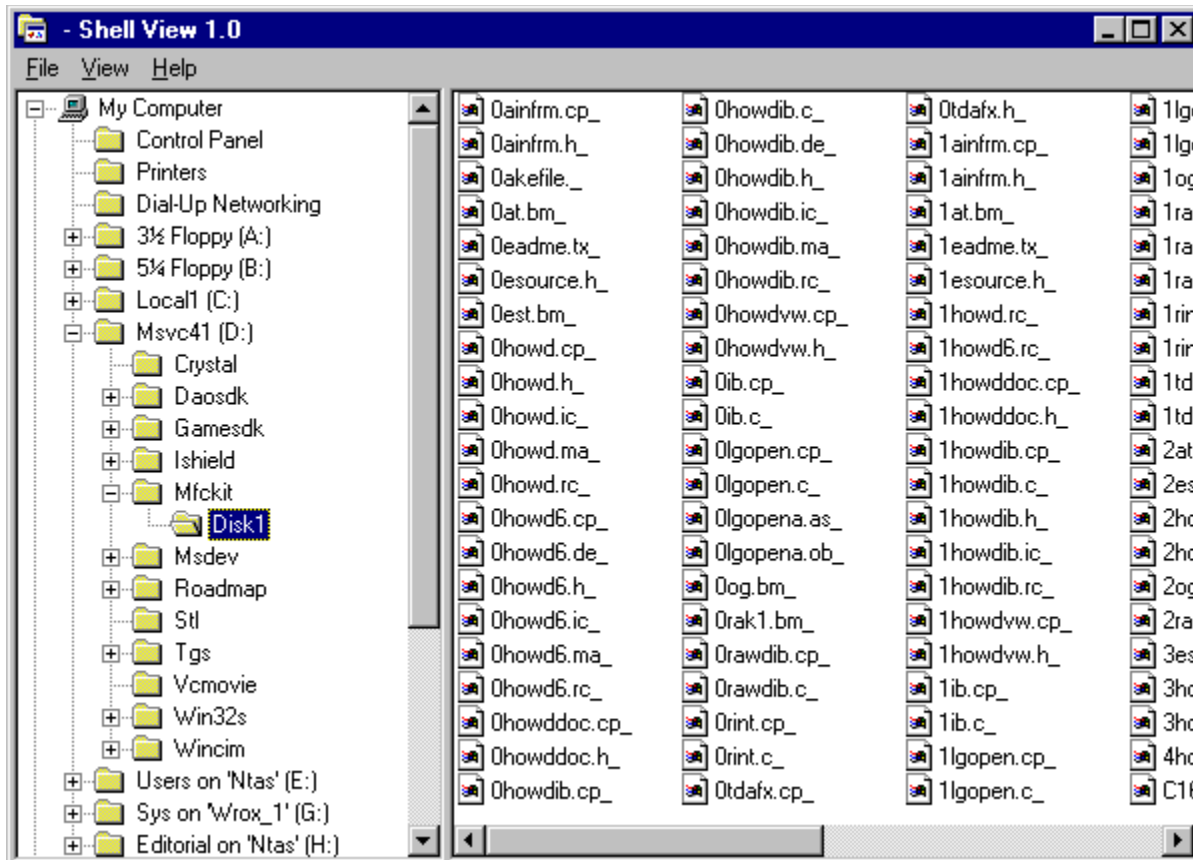 - Shell View 1.0
File View Help
My Computer
Control Panel
Printers
Dial-Up Networking
3½ Floppy (A:)
5¼ Floppy (B:)
Local1 (C:)
Msvc41 (D:)
Crystal
Daosdk
Gamesdk
Ishield
Mfckit
Disk1
Msdev
Roadmap
Stl
Tgs
Vcmovie
Win32s
Wincim
Users on 'Ntas' (E:)
Sys on 'Wrox_1' (G:)
Editorial on 'Ntas' (H:)
0ainfrm.cp_
0ainfrm.h_
0akefile._
0at.bm_
0eadme.tx_
0esource.h_
0est.bm_
0howd.cp_
0howd.h_
0howd.ic_
0howd.ma_
0howd.rc_
0howd6.cp_
0howd6.de_
0howd6.h_
0howd6.ic_
0howd6.ma_
0howd6.rc_
0howddoc.cp_
0howddoc.h_
0howdib.cp_
0howdib.c_
0howdib.de_
0howdib.h_
0howdib.ic_
0howdib.ma_
0howdib.rc_
0howdvw.cp_
0howdvw.h_
0ib.cp_
0ib.c_
0lgopen.cp_
0lgopen.c_
0lgopena.as_
0lgopena.ob_
0og.bm_
0rak1.bm_
0rawdib.cp_
0rawdib.c_
0rint.cp_
0rint.c_
0tdafx.cp_
0tdafx.h_
1ainfrm.cp_
1ainfrm.h_
1at.bm_
1eadme.tx_
1esource.h_
1howd.rc_
1howd6.rc_
1howddoc.cp_
1howddoc.h_
1howdib.cp_
1howdib.c_
1howdib.h_
1howdib.ic_
1howdib.rc_
1howdvw.cp_
1howdvw.h_
1ib.cp_
1ib.c_
1lgopen.cp_
1lgopen.c_